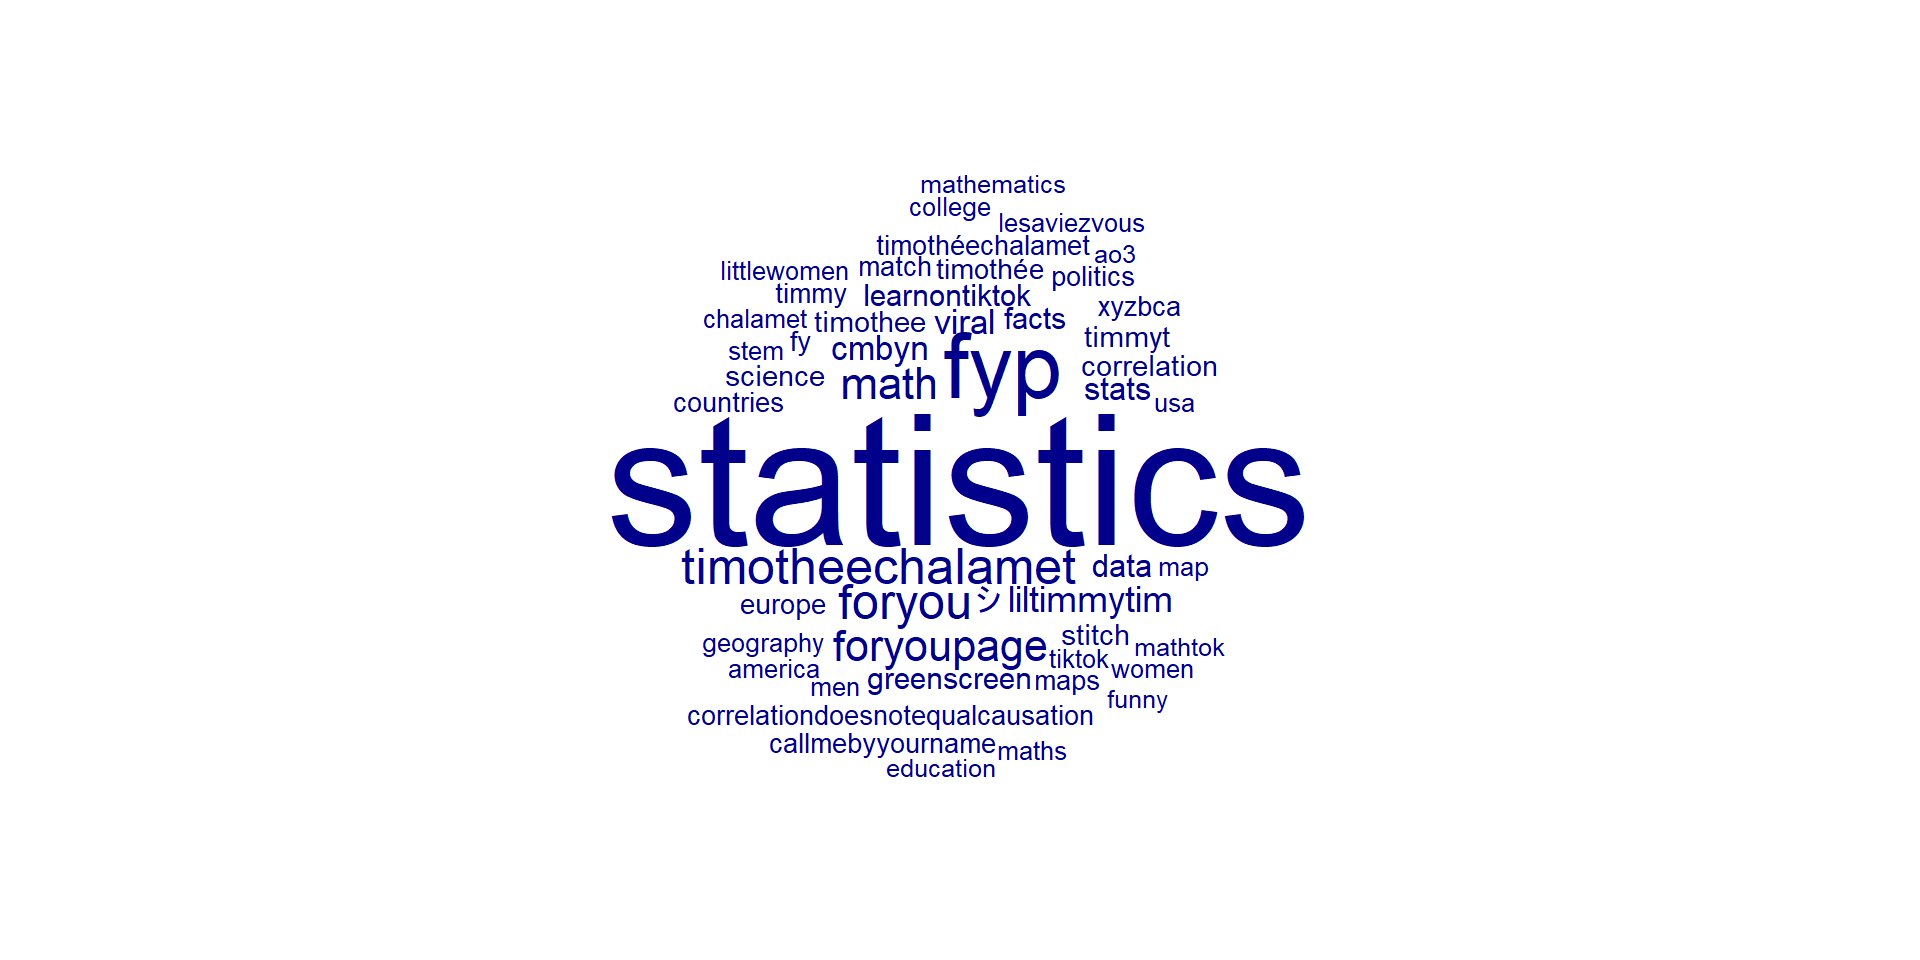 mathematics
college
lesaviezvous
timothéechalamet
ao3
littlewomen
match
timothée
politics
timmy
learnontiktok
xyzbca
chalamet
timothee
viral
facts
timmyt
stem
fy
cmbyn
fyp
correlation
science
math
stats
countries
usa
statistics
timotheechalamet
data
map
europe
foryou
シ
liltimmytim
geography
foryoupage
stitch
mathtok
america
tiktok
women
men
greenscreen
maps
funny
correlationdoesnotequalcausation
callmebyyourname
maths
education